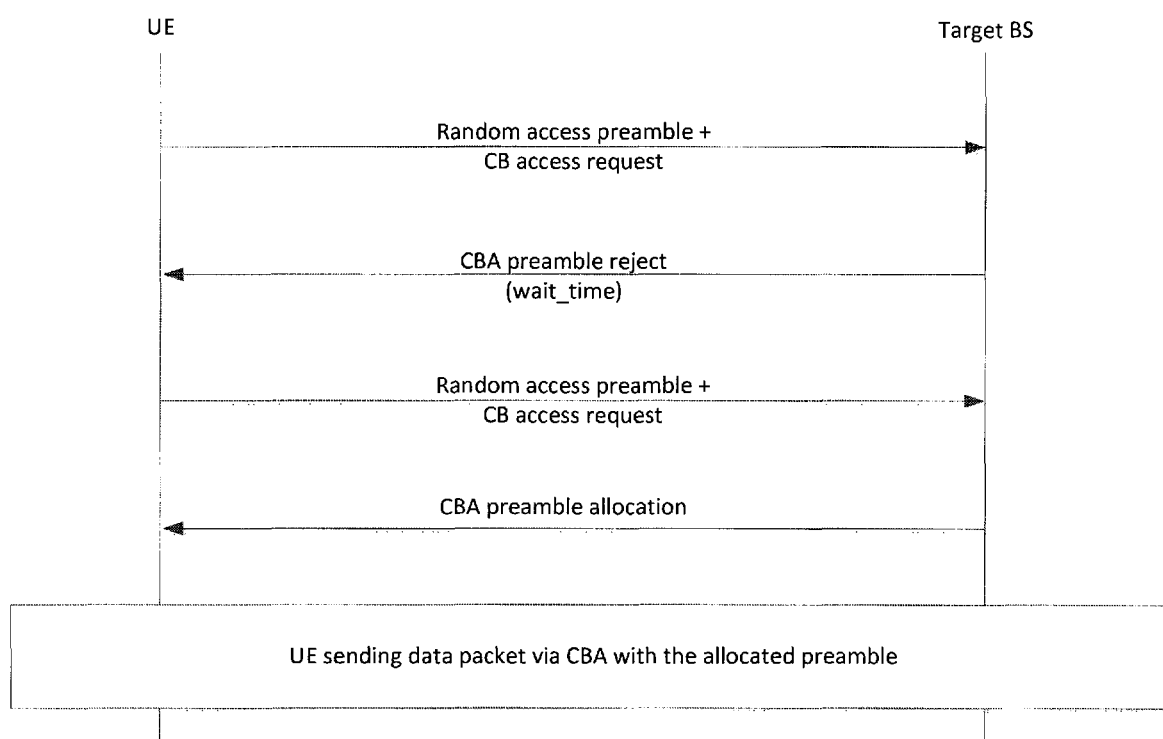 UE
Target BS
Random access preamble +
CB access request
CBA preamble reject
(wait_time)
Random access preamble +
CB access request
CBA preamble allocation
UE sending data packet via CBA with the allocated preamble